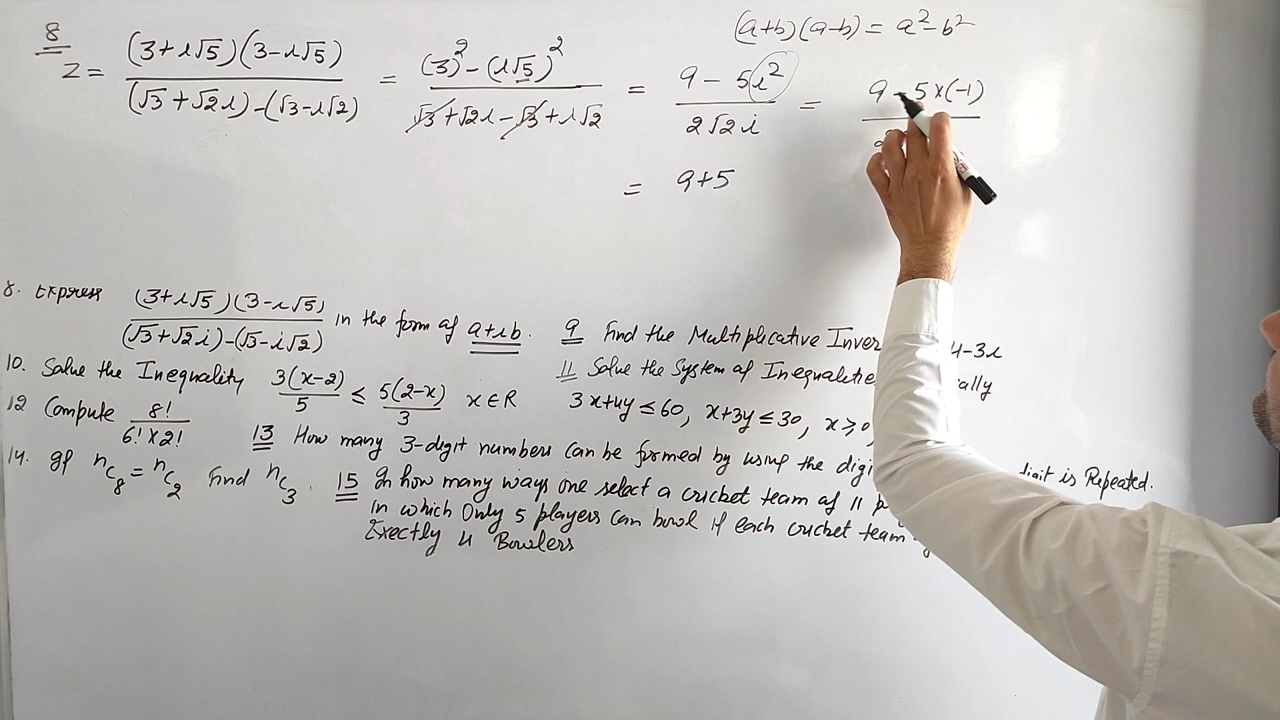 (a+b)(a-b) = a²-b²
8
Z = (3+i√5)(3-i√5) / (√3+√2i)-(√3-i√2) = (3)²-(i√5)² / √3+√2i-√3+i√2 = 9-5i² / 2√2i = 9-5×(-1)
= 9+5
8. Express (3+i√5)(3-i√5) / (√3+√2i)-(√3-i√2) in the form of a+ib. 9 Find the Multiplicative Inver 4-3i
10. Solve the Inequality 3(x-2)/5 ≤ 5(2-x)/3 x∈R 11 Solve the System of Inequalitie ally
3x+4y≤60, x+3y≤30, x≥0,
12 Compute 8! / 6!×2! 13 How many 3-digit numbers can be formed by using the digi digit is Repeated.
14. If ⁿC₈ = ⁿC₂ Find ⁿC₃. 15 In how many ways one select a cricket team of 11 p
in which Only 5 players can bowl if each cricket team
Exectly 4 Bowlers